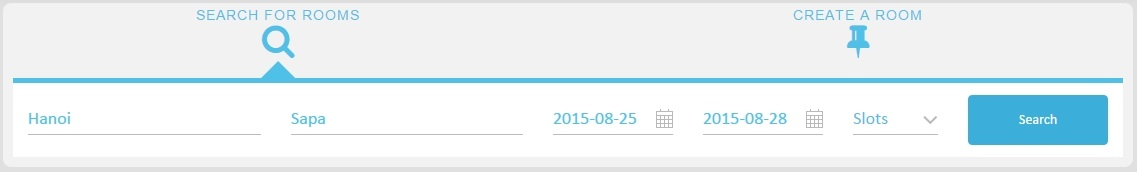 SEARCH FOR ROOMS
CREATE A ROOM
Hanoi
Sapa
2015-08-25
2015-08-28
Slots
Search